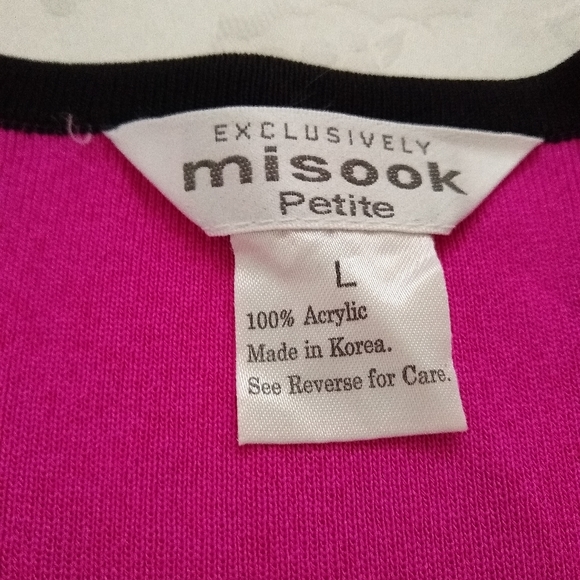 EXCLUSIVELY
misook
Petite
L
100% Acrylic
Made in Korea.
See Reverse for Care.